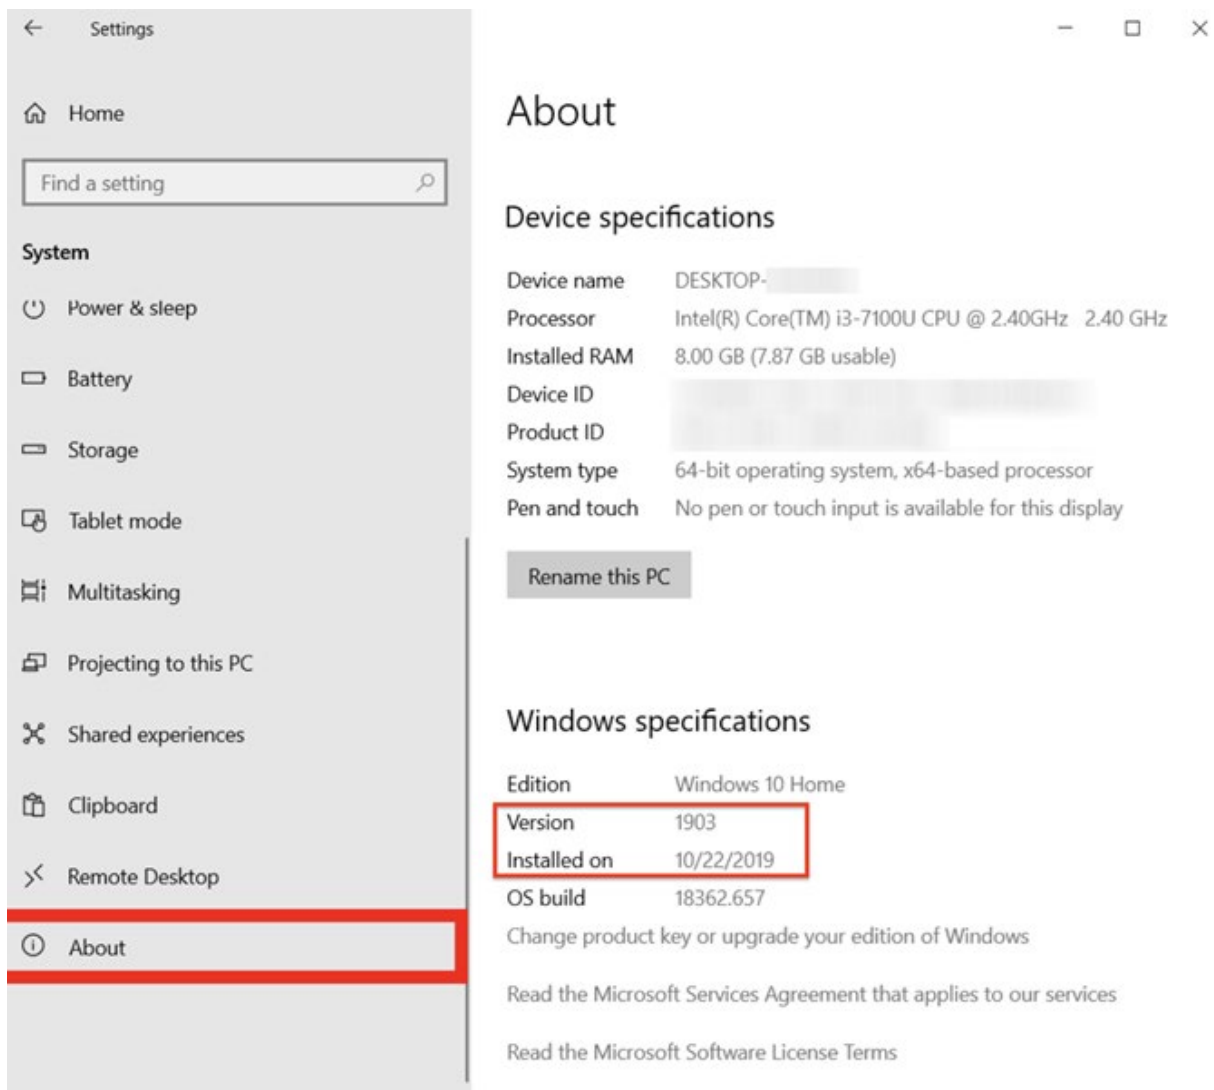 Settings
Home
Find a setting
System
Power & sleep
Battery
Storage
Tablet mode
Multitasking
Projecting to this PC
Shared experiences
Clipboard
Remote Desktop
About
About
Device specifications
Device name DESKTOP-
Processor Intel(R) Core(TM) i3-7100U CPU @ 2.40GHz 2.40 GHz
Installed RAM 8.00 GB (7.87 GB usable)
Device ID
Product ID
System type 64-bit operating system, x64-based processor
Pen and touch No pen or touch input is available for this display
Rename this PC
Windows specifications
Edition Windows 10 Home
Version 1903
Installed on 10/22/2019
OS build 18362.657
Change product key or upgrade your edition of Windows
Read the Microsoft Services Agreement that applies to our services
Read the Microsoft Software License Terms